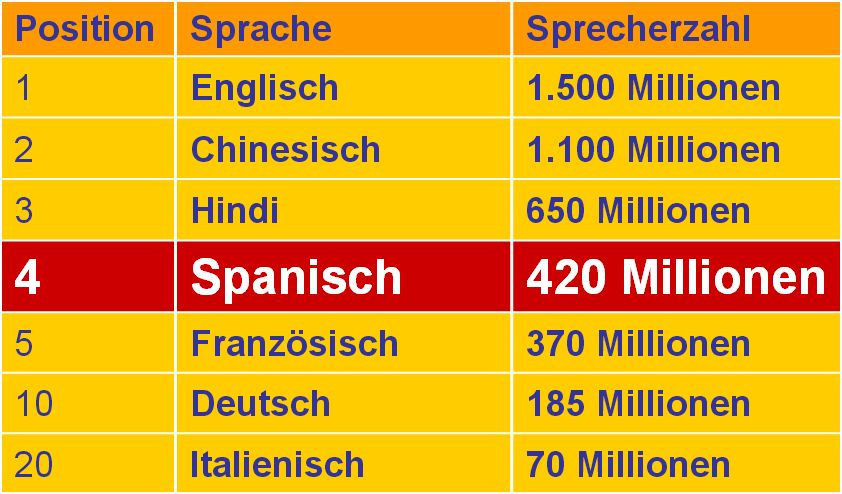 Position Sprache Sprecherzahl
1 Englisch 1.500 Millionen
2 Chinesisch 1.100 Millionen
3 Hindi 650 Millionen
4 Spanisch 420 Millionen
5 Französisch 370 Millionen
10 Deutsch 185 Millionen
20 Italienisch 70 Millionen